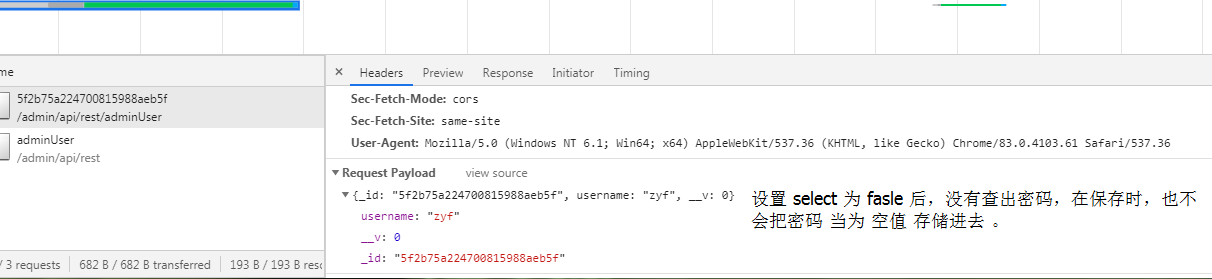 me
× Headers Preview Response Initiator Timing
5f2b75a224700815988aeb5f
/admin/api/rest/adminUser
adminUser
/admin/api/rest
Sec-Fetch-Mode: cors
Sec-Fetch-Site: same-site
User-Agent: Mozilla/5.0 (Windows NT 6.1; Win64; x64) AppleWebKit/537.36 (KHTML, like Gecko) Chrome/83.0.4103.61 Safari/537.36
▼ Request Payload view source
▼ {_id: "5f2b75a224700815988aeb5f", username: "zyf", __v: 0}
username: "zyf"
__v: 0
_id: "5f2b75a224700815988aeb5f"
设置 select 为 fasle 后，没有查出密码，在保存时，也不
会把密码 当为 空值 存储进去 。
/ 3 requests 682 B / 682 B transferred 193 B / 193 B resc